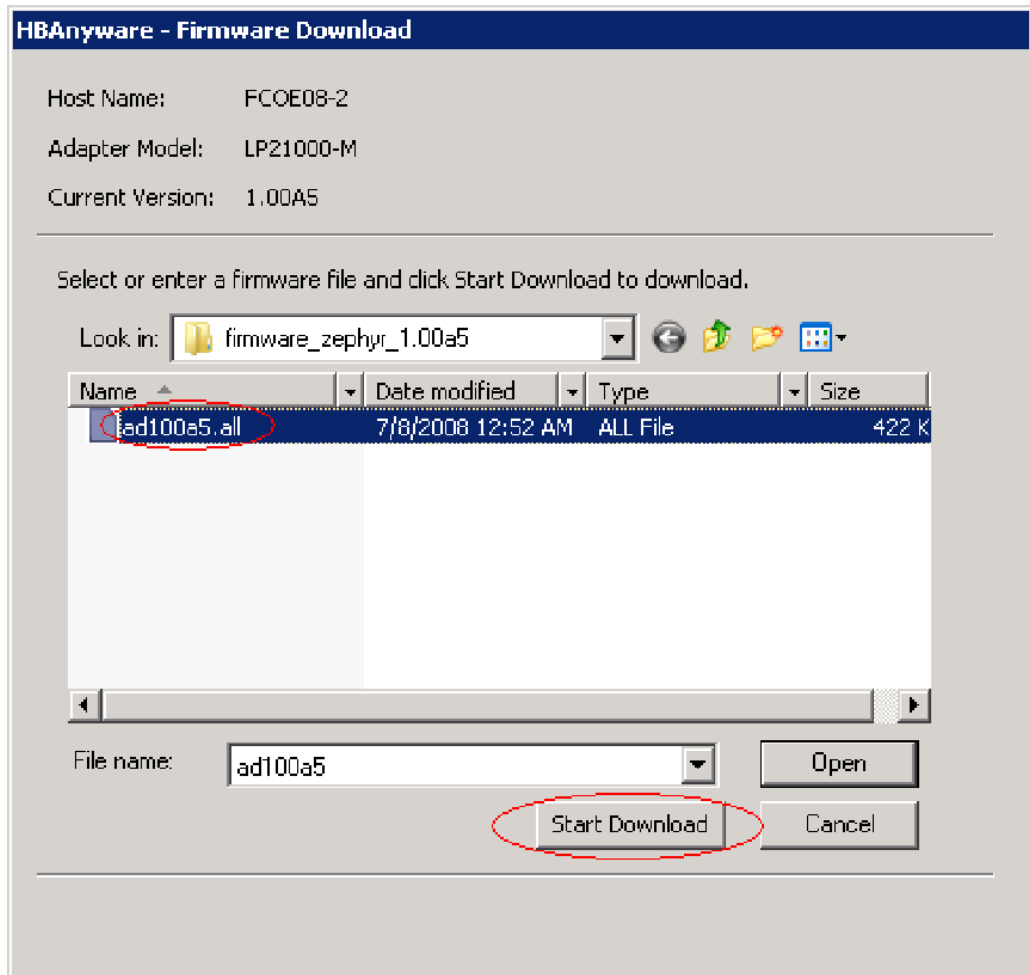 HBAnyware - Firmware Download
Host Name: FCOE08-2
Adapter Model: LP21000-M
Current Version: 1.00A5
Select or enter a firmware file and click Start Download to download.
Look in: firmware_zephyr_1.00a5
Name Date modified Type Size
ad100a5.all 7/8/2008 12:52 AM ALL File 422 K
File name: ad100a5 Open
Start Download Cancel